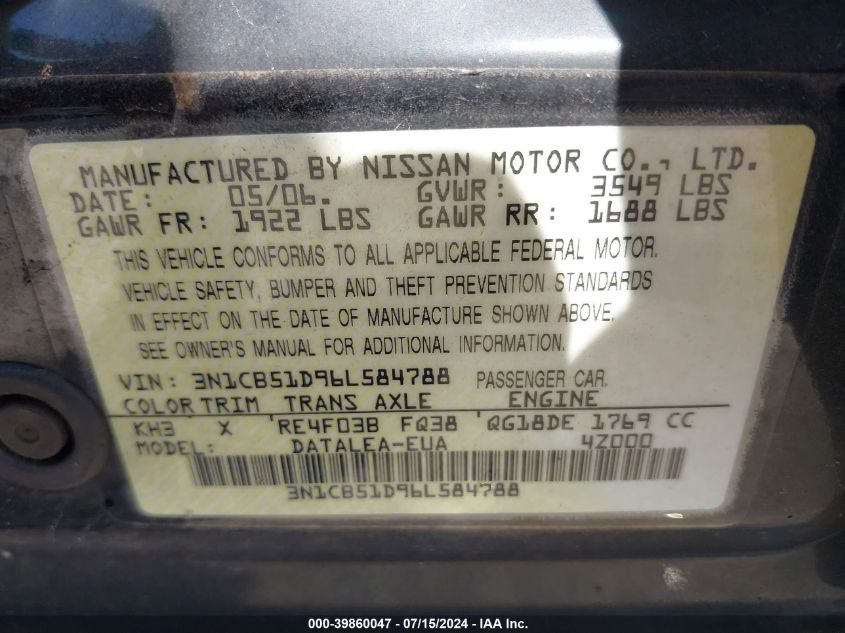 MANUFACTURED BY NISSAN MOTOR CO., LTD.
DATE: 05/06. GVWR: 3549 LBS
GAWR FR: 1922 LBS GAWR RR: 1688 LBS
THIS VEHICLE CONFORMS TO ALL APPLICABLE FEDERAL MOTOR.
VEHICLE SAFETY, BUMPER AND THEFT PREVENTION STANDARDS
IN EFFECT ON THE DATE OF MANUFACTURE SHOWN ABOVE.
SEE OWNER'S MANUAL FOR ADDITIONAL INFORMATION.
VIN: 3N1CB51D96L584788 PASSENGER CAR.
COLOR TRIM TRANS AXLE ENGINE
KH3 X RE4F03B FQ38 QG18DE 1769 CC
MODEL: DATALEA-EUA 4Z000
3N1CB51D96L584788
000-39860047 - 07/15/2024 - IAA Inc.